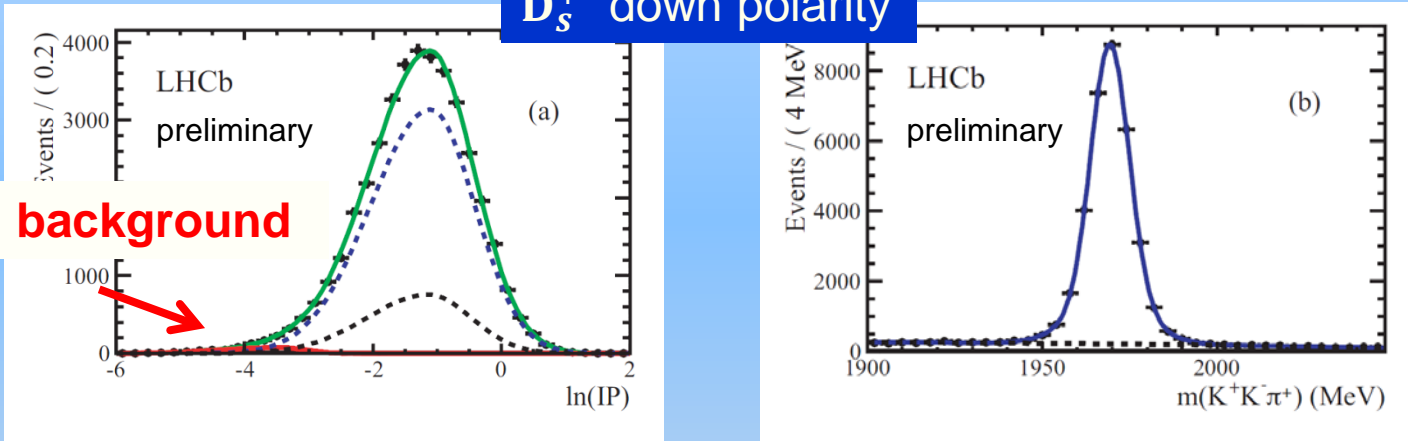 D_s^+ down polarity
LHCb
preliminary
(a)
Events / ( 0.2 )
4000
3000
1000
0
background
-6
-4
-2
0
2
ln(IP)
LHCb
preliminary
(b)
Events / ( 4 MeV
8000
6000
4000
2000
0
1900
1950
2000
m(K⁺K⁻π⁺) (MeV)